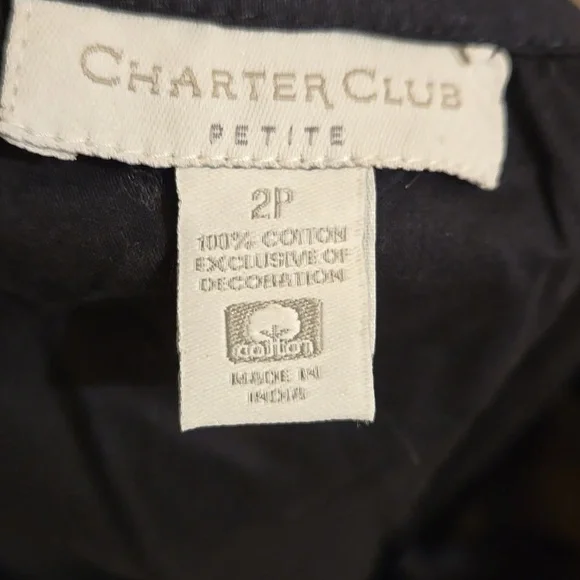 CHARTER CLUB
PETITE
2P
100% COTTON
EXCLUSIVE OF
DECORATION
cotton
MADE IN
INDIA